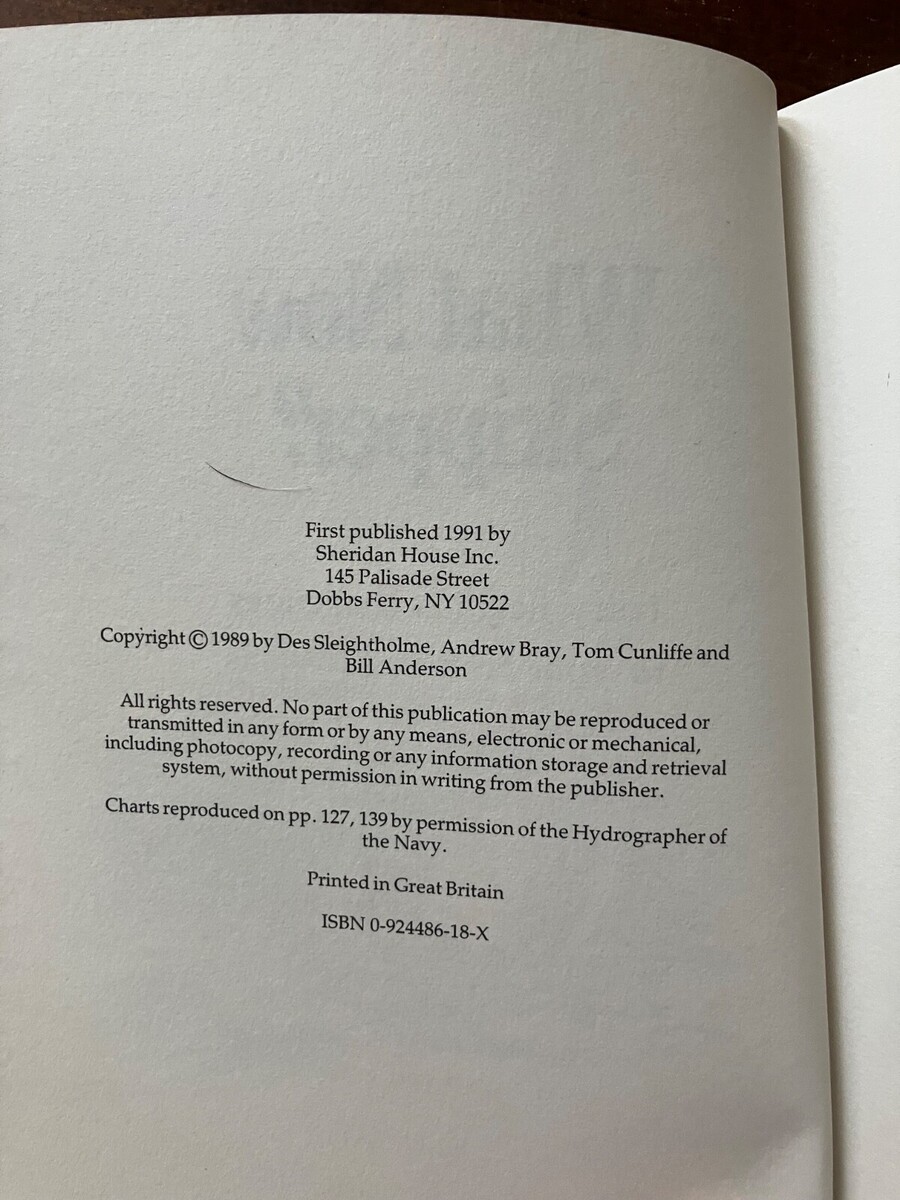 First published 1991 by
Sheridan House Inc.
145 Palisade Street
Dobbs Ferry, NY 10522
Copyright © 1989 by Des Sleightholme, Andrew Bray, Tom Cunliffe and
Bill Anderson
All rights reserved. No part of this publication may be reproduced or
transmitted in any form or by any means, electronic or mechanical,
including photocopy, recording or any information storage and retrieval
system, without permission in writing from the publisher.
Charts reproduced on pp. 127, 139 by permission of the Hydrographer of
the Navy.
Printed in Great Britain
ISBN 0-924486-18-X